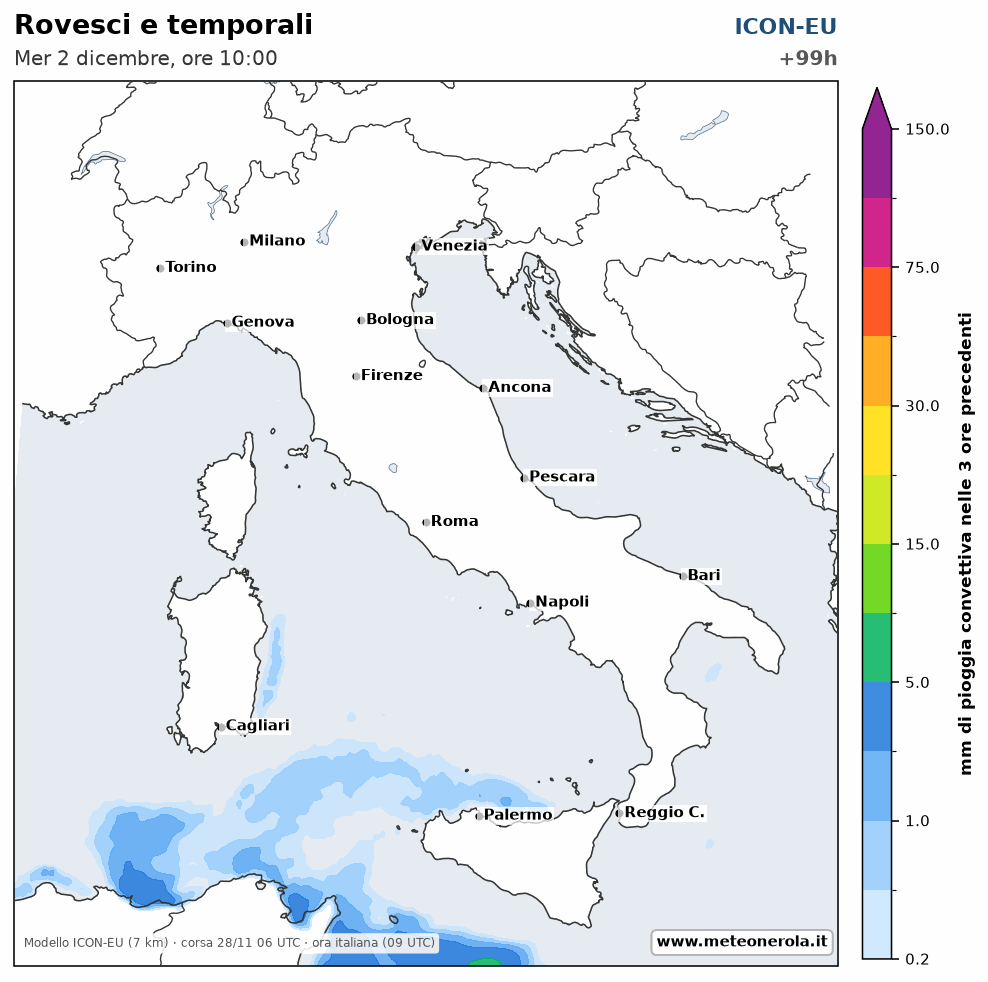 Rovesci e temporali
ICON-EU
Mer 2 dicembre, ore 10:00
+99h
150.0
75.0
30.0
15.0
5.0
1.0
0.2
mm di pioggia convettiva nelle 3 ore precedenti
Milano
Venezia
Torino
Genova
Bologna
Firenze
Ancona
Pescara
Roma
Bari
Napoli
Cagliari
Palermo
Reggio C.
Modello ICON-EU (7 km) · corsa 28/11 06 UTC · ora italiana (09 UTC)
www.meteonerola.it